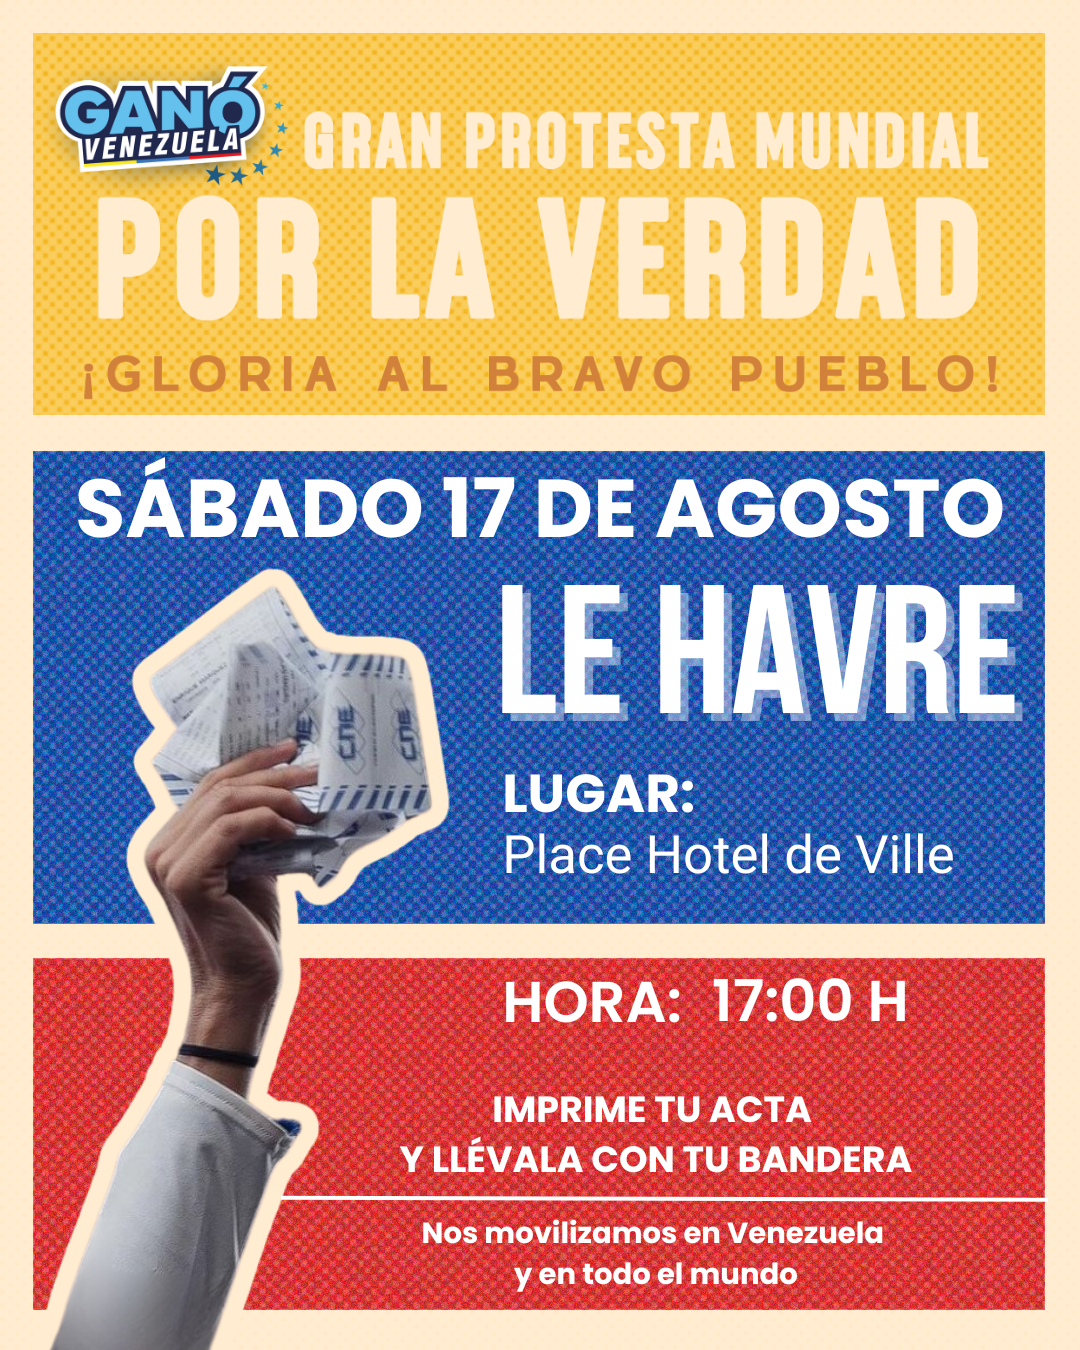 GANÓ
VENEZUELA
GRAN PROTESTA MUNDIAL
POR LA VERDAD
¡GLORIA AL BRAVO PUEBLO!
SÁBADO 17 DE AGOSTO
LE HAVRE
CNE
CNE
LUGAR:
Place Hotel de Ville
HORA: 17:00 H
IMPRIME TU ACTA
Y LLÉVALA CON TU BANDERA
Nos movilizamos en Venezuela
y en todo el mundo